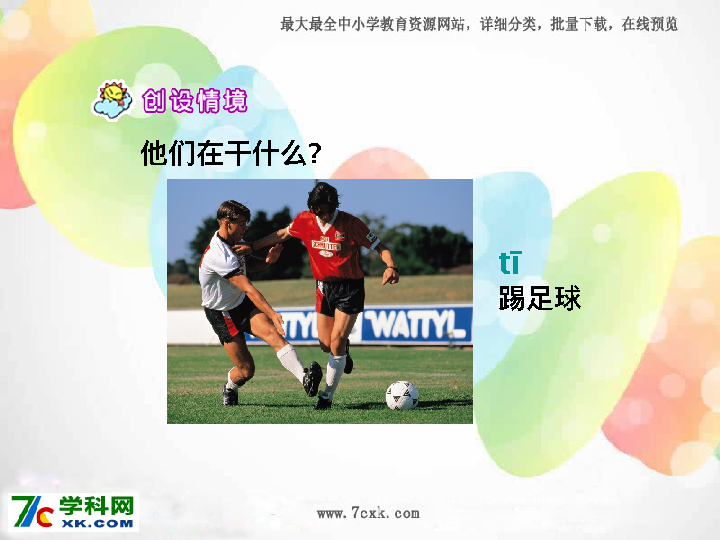 最大最全中小学教育资源网站，详细分类，批量下载，在线预览
创设情境
他们在干什么?
tī
踢足球
WATTYL
学科网
XK.COM
www.7cxk.com